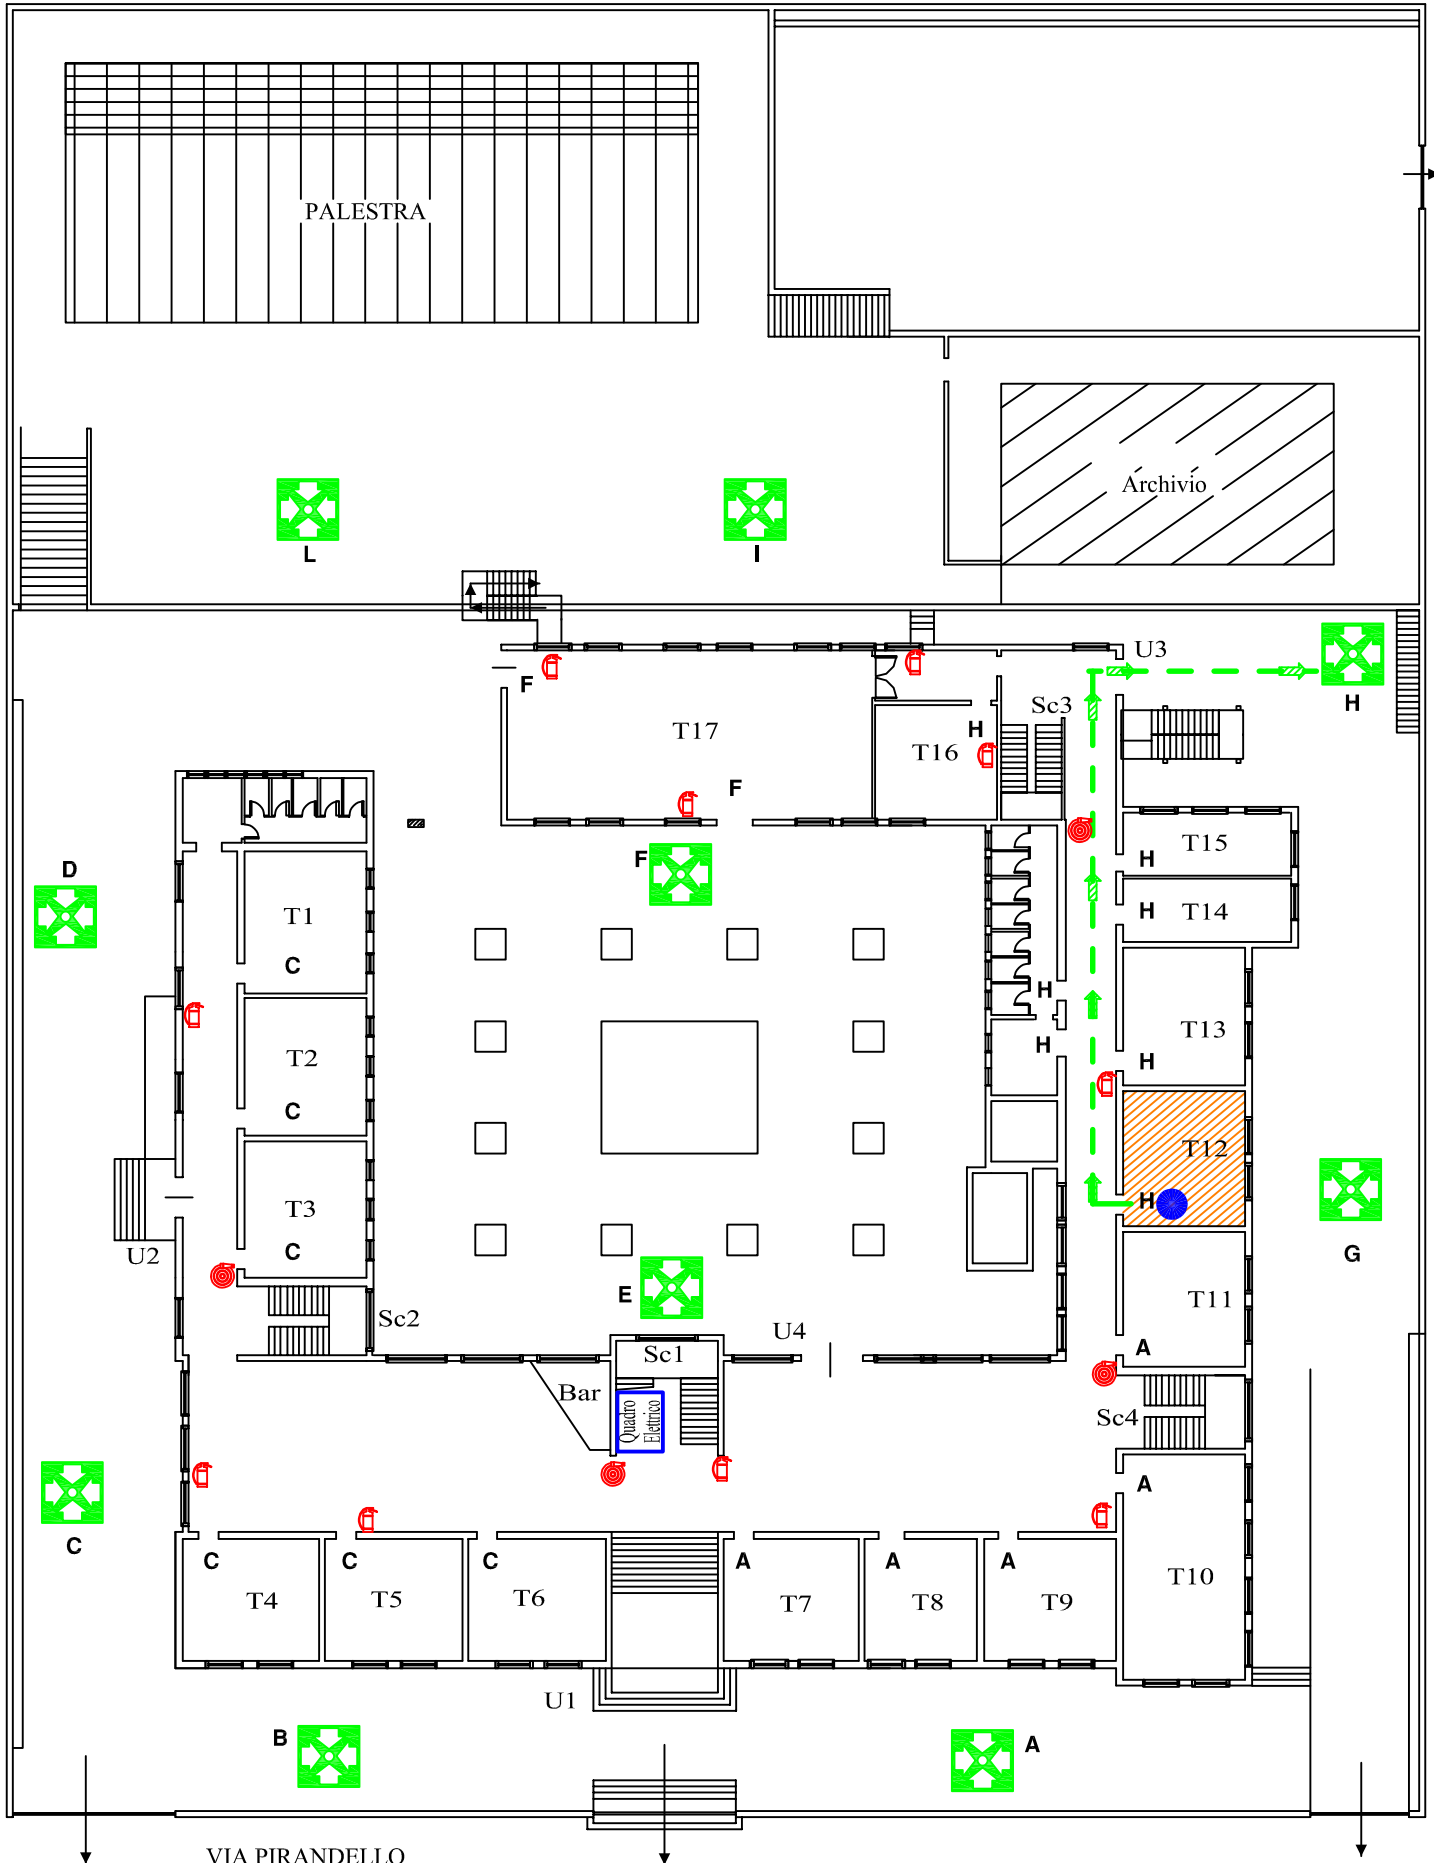 PALESTRA
Archivio
L
I
U3
H
Sc3
F
T17
H
T16
F
T15
H
F
D
T1
T14
H
C
H
T13
T2
H
H
C
T12
H
T3
G
C
U2
E
T11
Sc2
U4
A
Sc1
Bar
Quadro
Elettrico
Sc4
A
C
C
C
C
A
A
A
T4
T5
T6
T7
T8
T9
T10
U1
B
A
VIA PIRANDELLO